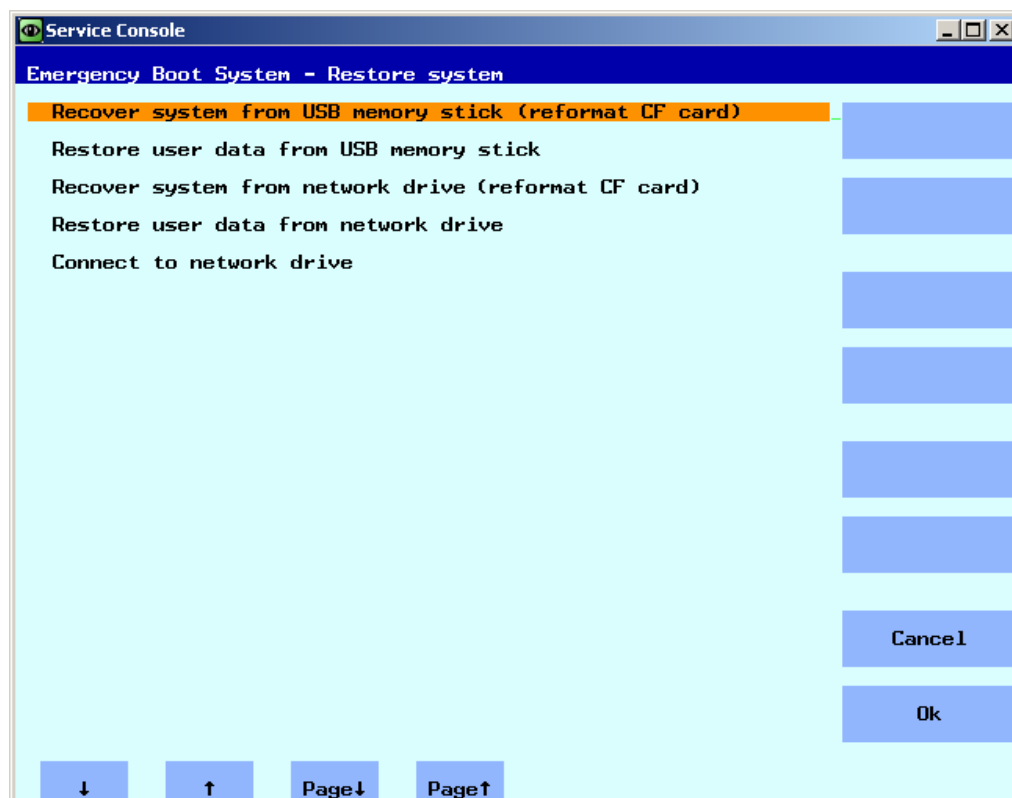 Service Console
Emergency Boot System - Restore system
Recover system from USB memory stick (reformat CF card)
Restore user data from USB memory stick
Recover system from network drive (reformat CF card)
Restore user data from network drive
Connect to network drive
Cancel
Ok
↓ ↑ Page↓ Page↑